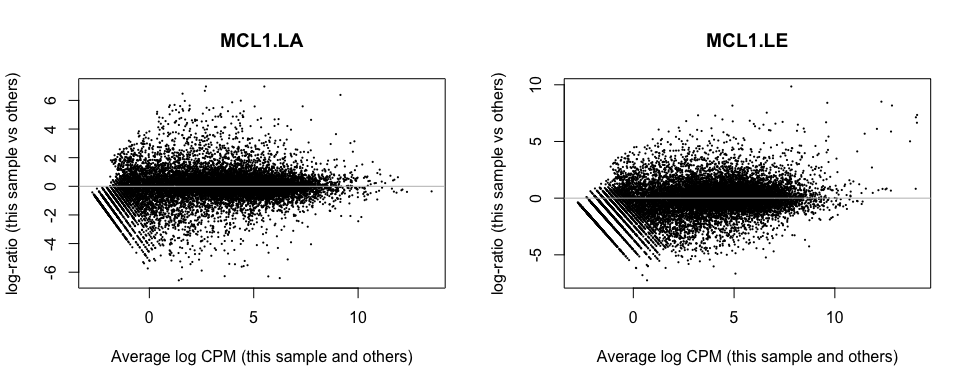 MCL1.LA
log-ratio (this sample vs others)
6
4
2
0
-2
-4
-6
0
5
10
Average log CPM (this sample and others)
MCL1.LE
log-ratio (this sample vs others)
10
5
0
-5
0
5
10
Average log CPM (this sample and others)